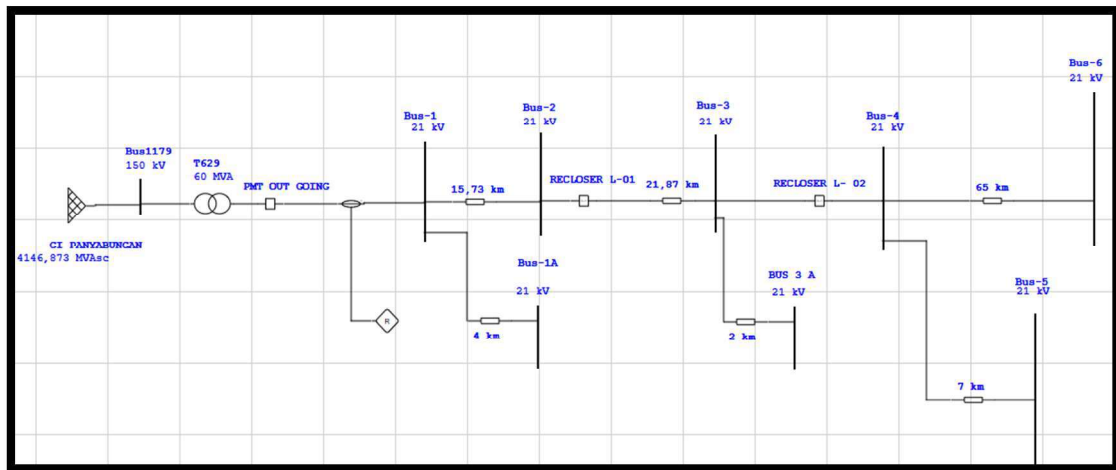 Bus1179
150 kV
T629
60 MVA
PMT OUT GOING
GI PANYABUNGAN
4146,873 MVAsc
R
Bus-1
21 kV
15,73 km
Bus-1A
21 kV
4 km
Bus-2
21 kV
RECLOSER L-01
21,87 km
Bus-3
21 kV
BUS 3 A
21 kV
2 km
RECLOSER L- 02
Bus-4
21 kV
65 km
Bus-6
21 kV
Bus-5
21 kV
7 km